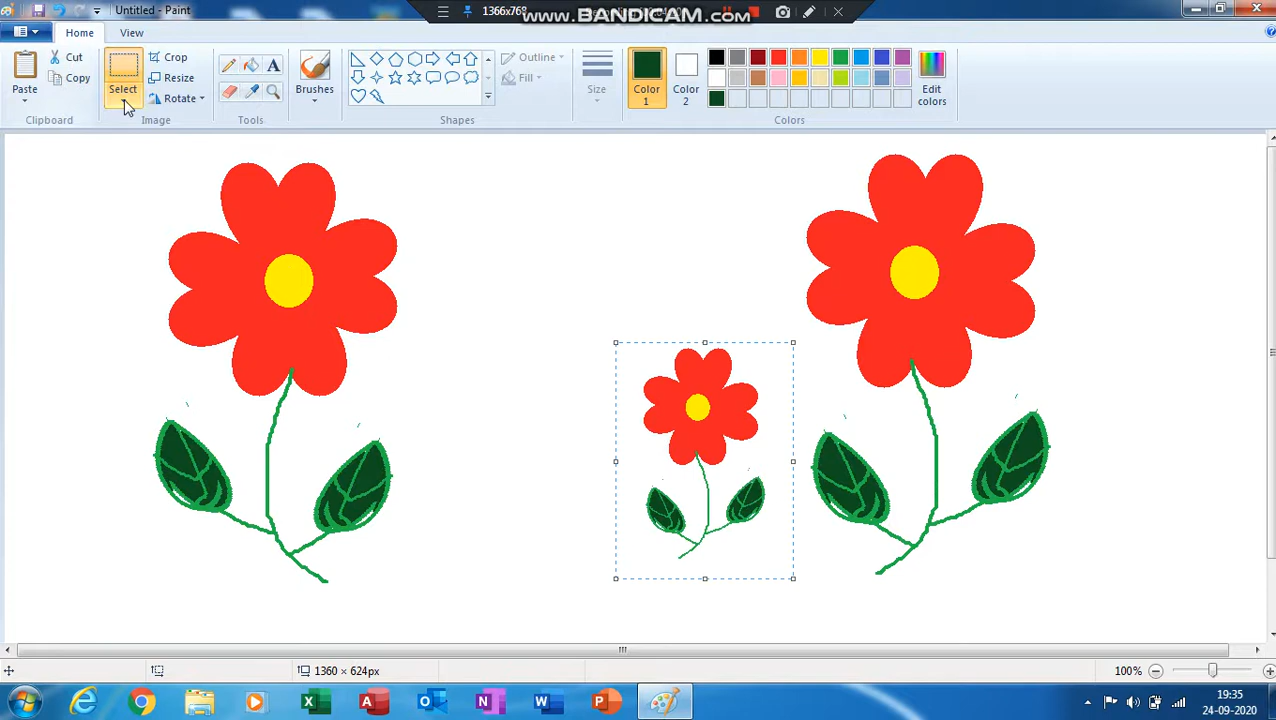 Untitled - Paint
1366x768
www.BANDICAM.com
Home
View
Paste
Cut
Copy
Clipboard
Select
Crop
Resize
Rotate
Image
A
Tools
Brushes
Outline
Fill
Shapes
Size
Color 1
Color 2
Edit colors
Colors
1360 × 624px
100%
19:35
24-09-2020